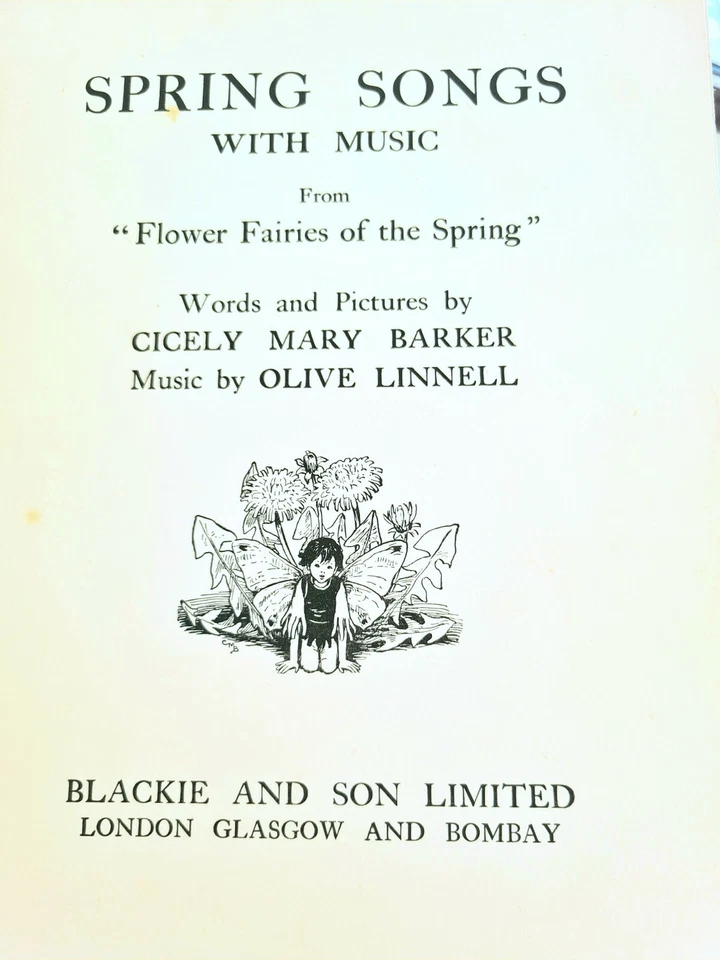 SPRING SONGS
WITH MUSIC
From
“Flower Fairies of the Spring”
Words and Pictures by
CICELY MARY BARKER
Music by OLIVE LINNELL
CMB
BLACKIE AND SON LIMITED
LONDON GLASGOW AND BOMBAY